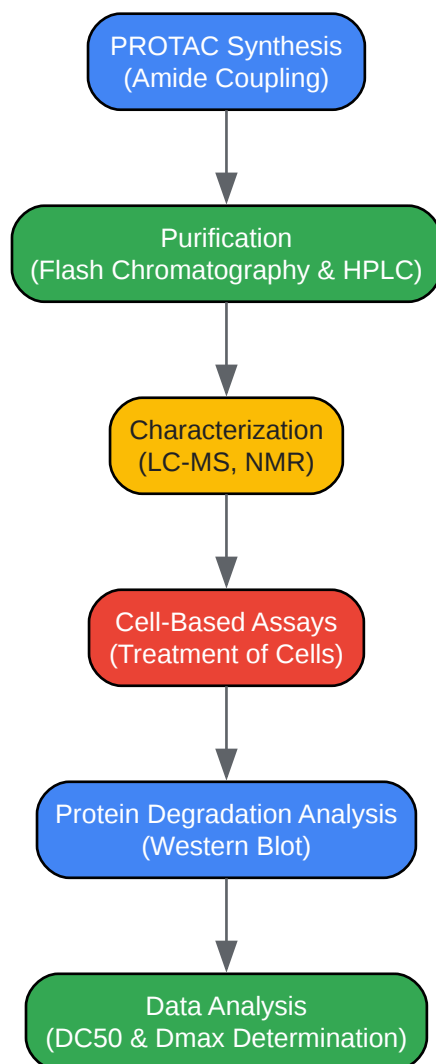 PROTAC Synthesis
(Amide Coupling)
Purification
(Flash Chromatography & HPLC)
Characterization
(LC-MS, NMR)
Cell-Based Assays
(Treatment of Cells)
Protein Degradation Analysis
(Western Blot)
Data Analysis
(DC50 & Dmax Determination)